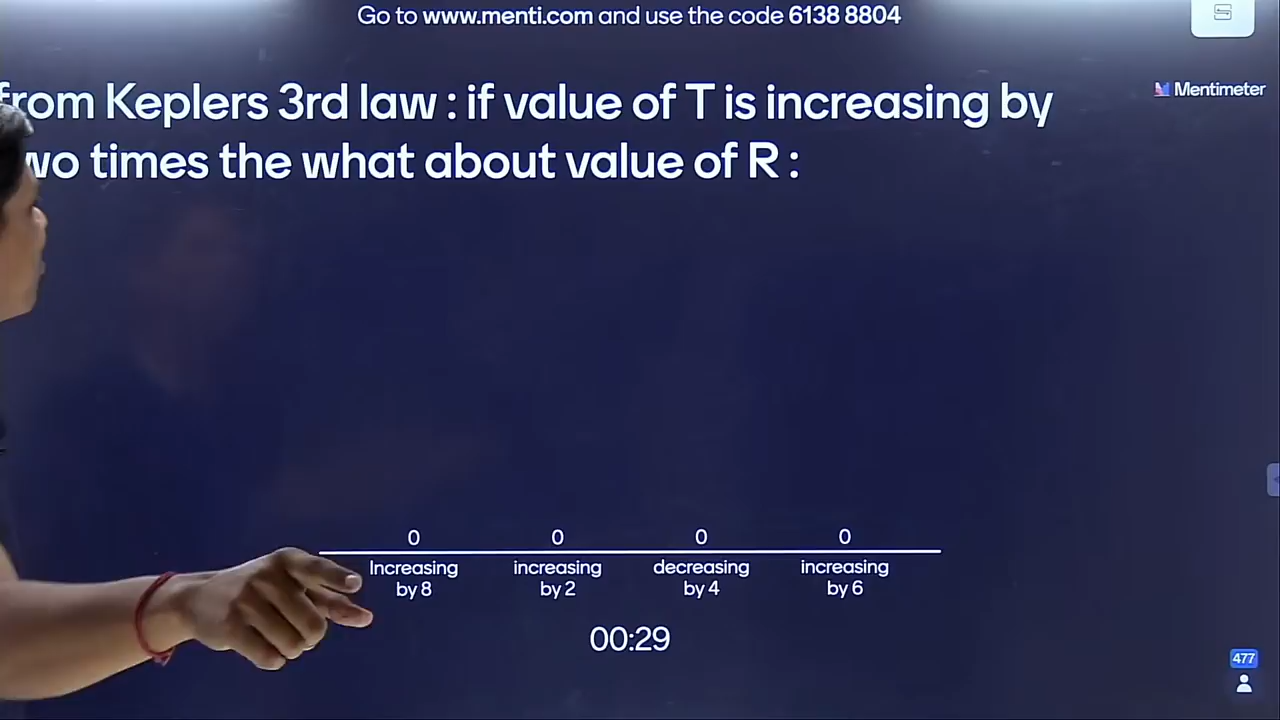 Go to www.menti.com and use the code 6138 8804
Mentimeter
from Keplers 3rd law : if value of T is increasing by
wo times the what about value of R :
0 0 0 0
Increasing by 8
increasing by 2
decreasing by 4
increasing by 6
00:29
477